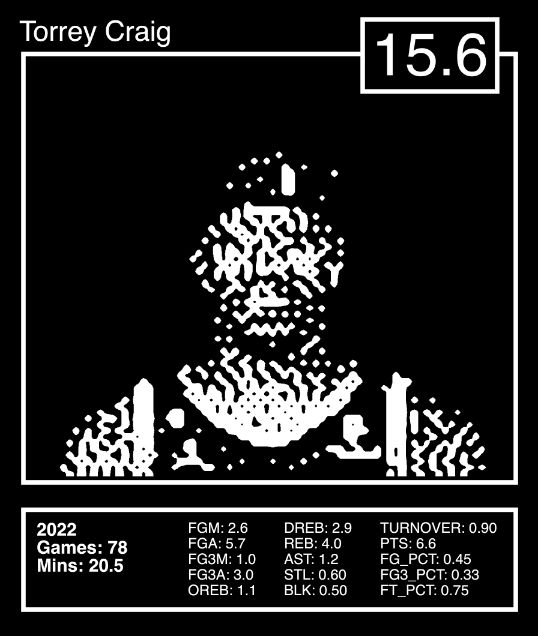 Torrey Craig
15.6
2022
Games: 78
Mins: 20.5
FGM: 2.6
FGA: 5.7
FG3M: 1.0
FG3A: 3.0
OREB: 1.1
DREB: 2.9
REB: 4.0
AST: 1.2
STL: 0.60
BLK: 0.50
TURNOVER: 0.90
PTS: 6.6
FG_PCT: 0.45
FG3_PCT: 0.33
FT_PCT: 0.75